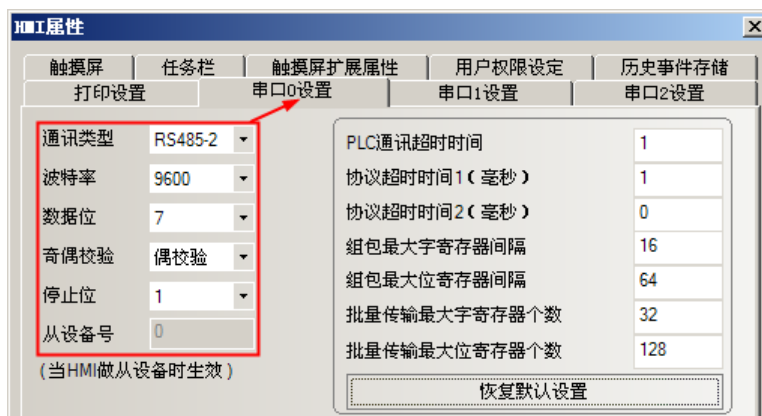 HMI属性
触摸屏 任务栏 触摸屏扩展属性 用户权限设定 历史事件存储
打印设置 串口0设置 串口1设置 串口2设置
通讯类型 RS485-2
波特率 9600
数据位 7
奇偶校验 偶校验
停止位 1
从设备号 0
(当HMI做从设备时生效)
PLC通讯超时时间 1
协议超时时间1(毫秒) 1
协议超时时间2(毫秒) 0
组包最大字寄存器间隔 16
组包最大位寄存器间隔 64
批量传输最大字寄存器个数 32
批量传输最大位寄存器个数 128
恢复默认设置